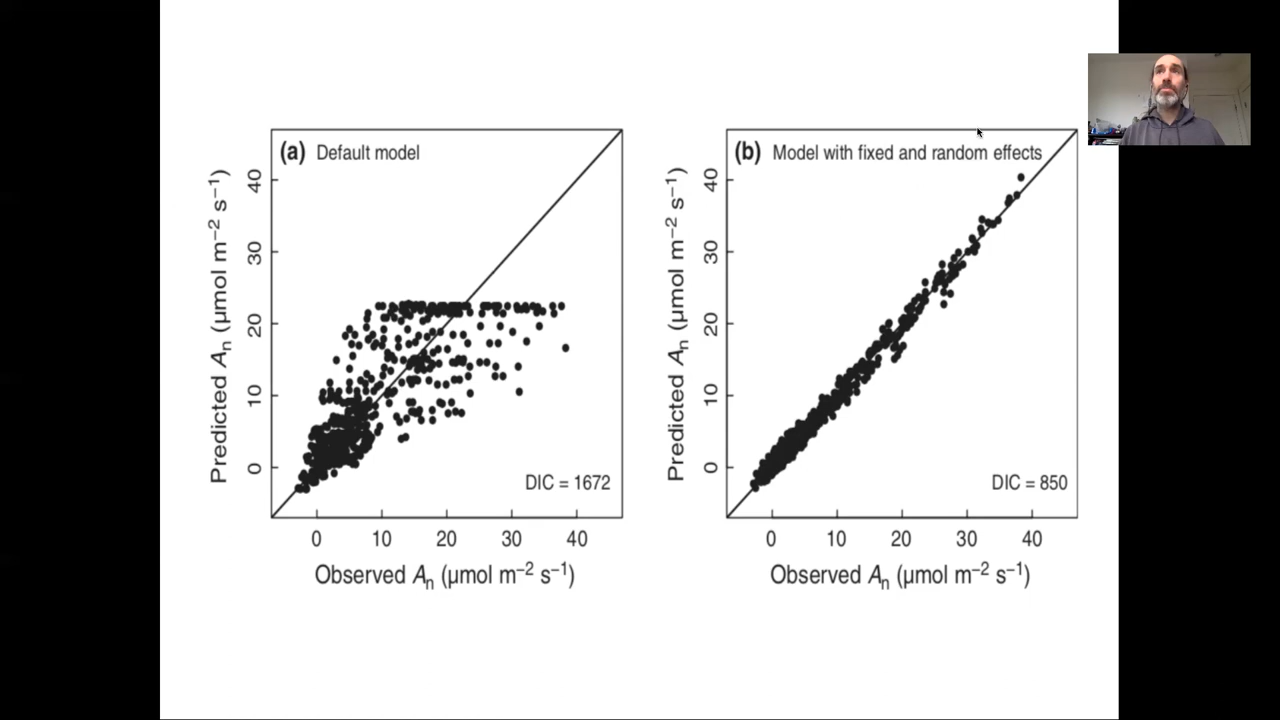 (a) Default model
Predicted Aₙ (µmol m⁻² s⁻¹)
40
30
20
10
0
DIC = 1672
0 10 20 30 40
Observed Aₙ (µmol m⁻² s⁻¹)
(b) Model with fixed and random effects
Predicted Aₙ (µmol m⁻² s⁻¹)
40
30
20
10
0
DIC = 850
0 10 20 30 40
Observed Aₙ (µmol m⁻² s⁻¹)